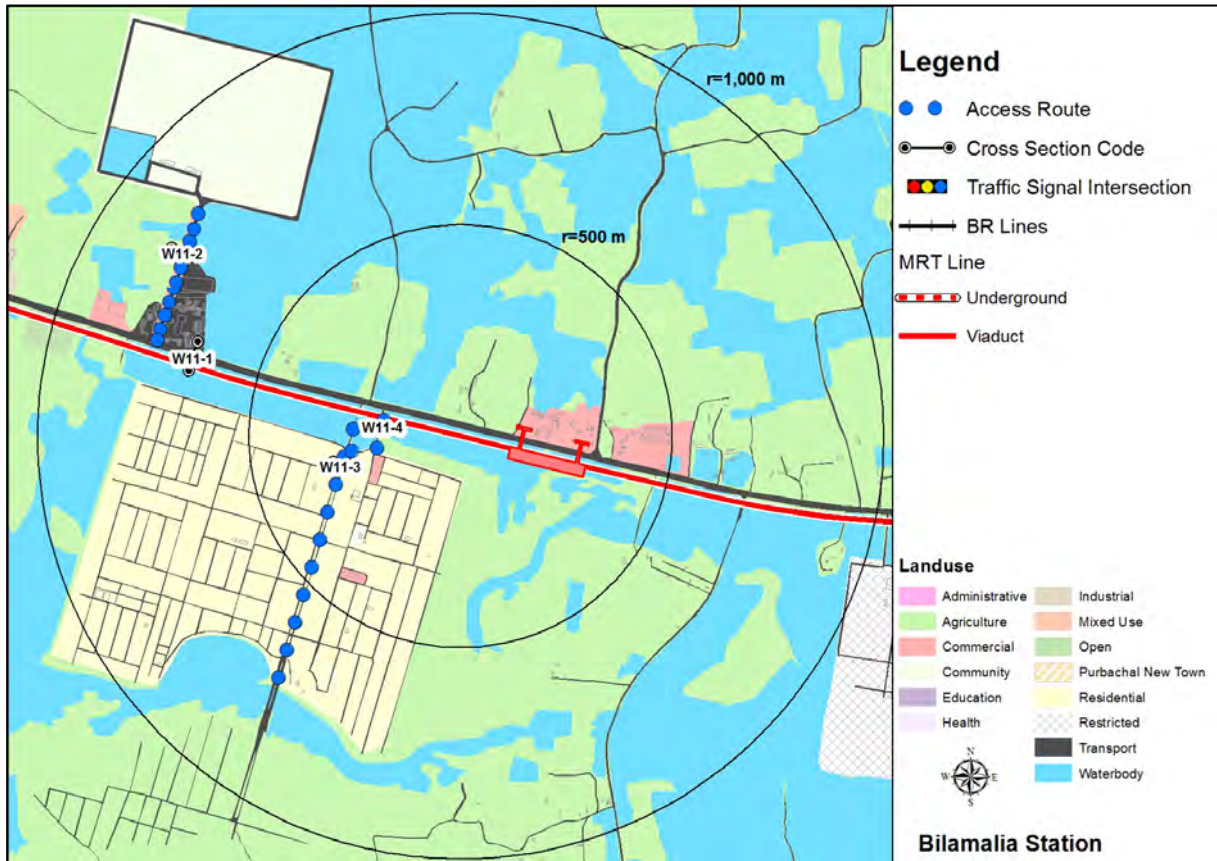 r=1,000 m
r=500 m
W11-2
W11-1
W11-4
W11-3
Legend
Access Route
Cross Section Code
Traffic Signal Intersection
BR Lines
MRT Line
Underground
Viaduct
Landuse
Administrative
Agriculture
Commercial
Community
Education
Health
Industrial
Mixed Use
Open
Purbachal New Town
Residential
Restricted
Transport
Waterbody
N
W
E
S
Bilamalia Station